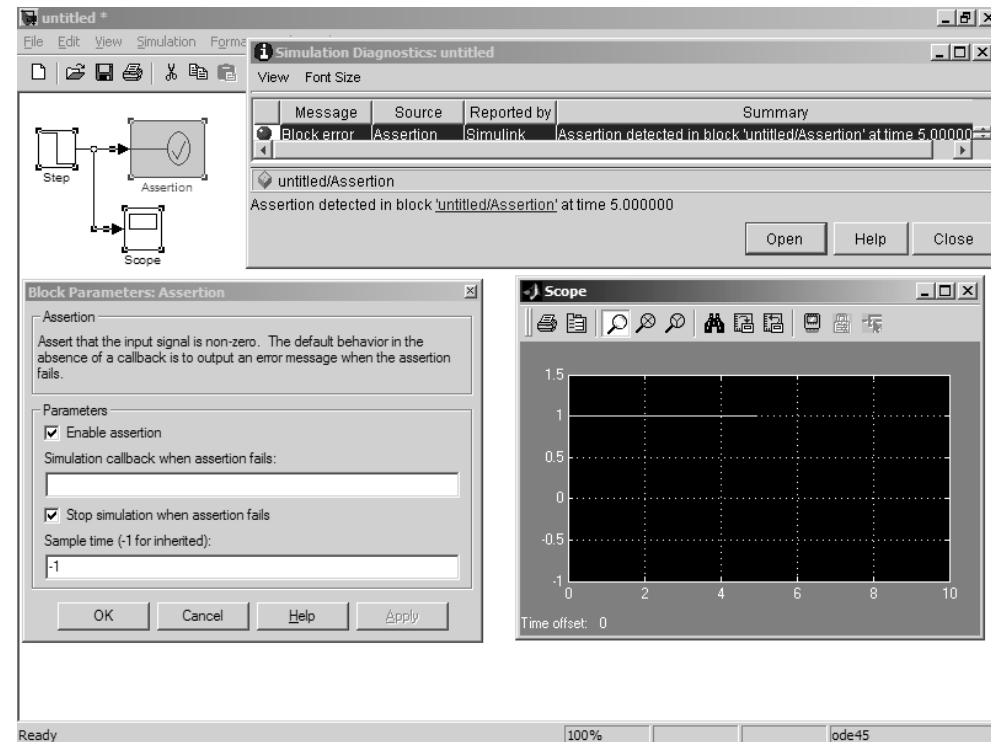 untitled *
File Edit View Simulation Forma
Simulation Diagnostics: untitled
View Font Size
Message Source Reported by Summary
Block error Assertion Simulink Assertion detected in block 'untitled/Assertion' at time 5.00000
untitled/Assertion
Assertion detected in block 'untitled/Assertion' at time 5.000000
Open Help Close
Step
Assertion
Scope
Block Parameters: Assertion
Assertion
Assert that the input signal is non-zero. The default behavior in the
absence of a callback is to output an error message when the assertion
fails.
Parameters
Enable assertion
Simulation callback when assertion fails:
Stop simulation when assertion fails
Sample time (-1 for inherited):
-1
OK Cancel Help Apply
Scope
1.5
1
0.5
0
-0.5
-1
0 2 4 6 8 10
Time offset: 0
Ready 100% ode45